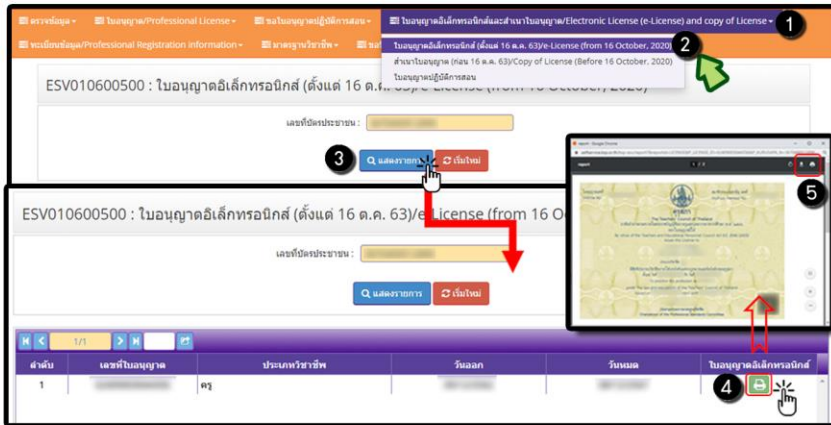 ตรวจข้อมูล
ใบอนุญาต/Professional License
ขอใบอนุญาตปฏิบัติการสอน
ใบอนุญาตอิเล็กทรอนิกส์และสำเนาใบอนุญาต/Electronic License (e-License) and copy of License
1
ทะเบียนข้อมูล/Professional Registration information
มาตรฐานวิชาชีพ
ใบอนุญาตอิเล็กทรอนิกส์ (ตั้งแต่ 16 ต.ค. 63)/e-License (from 16 October, 2020)
2
สำเนาใบอนุญาต (ก่อน 16 ต.ค. 63)/Copy of License (Before 16 October, 2020)
ใบอนุญาตปฏิบัติการสอน
ESV010600500 : ใบอนุญาตอิเล็กทรอนิกส์ (ตั้งแต่ 16 ต.ค. 63)/e-License (from 16 October, 2020)
เลขที่บัตรประชาชน :
3
แสดงรายการ
เริ่มใหม่
report - Google Chrome
report
5
คุรุสภา
The Teachers' Council of Thailand
ESV010600500 : ใบอนุญาตอิเล็กทรอนิกส์ (ตั้งแต่ 16 ต.ค. 63)/e-License (from 16
เลขที่บัตรประชาชน :
แสดงรายการ
เริ่มใหม่
1/1
ลำดับ
เลขที่ใบอนุญาต
ประเภทวิชาชีพ
วันออก
วันหมด
ใบอนุญาตอิเล็กทรอนิกส์
1
ครู
4